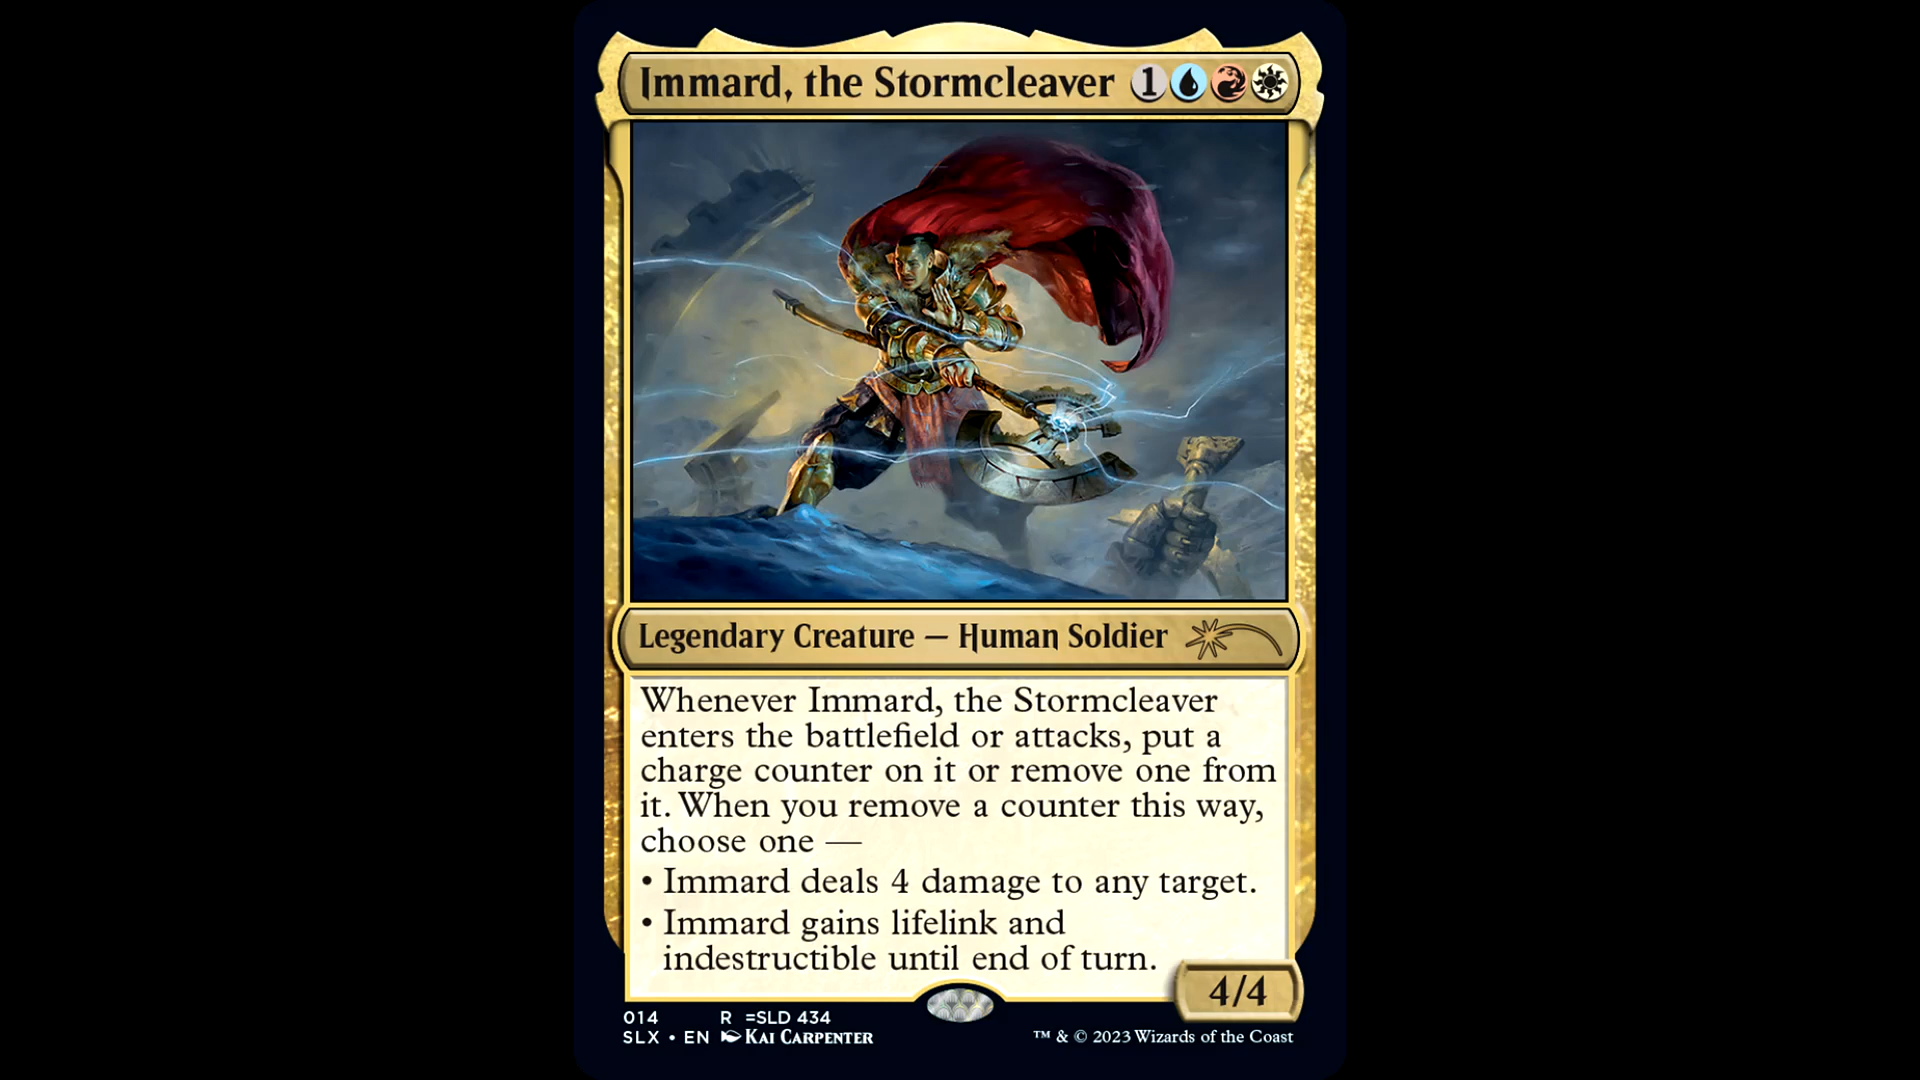 Immard, the Stormcleaver 1
Legendary Creature — Human Soldier
Whenever Immard, the Stormcleaver
enters the battlefield or attacks, put a
charge counter on it or remove one from
it. When you remove a counter this way,
choose one —
• Immard deals 4 damage to any target.
• Immard gains lifelink and
indestructible until end of turn.
4/4
014 R =SLD 434
SLX • EN KAI CARPENTER
™ & © 2023 Wizards of the Coast